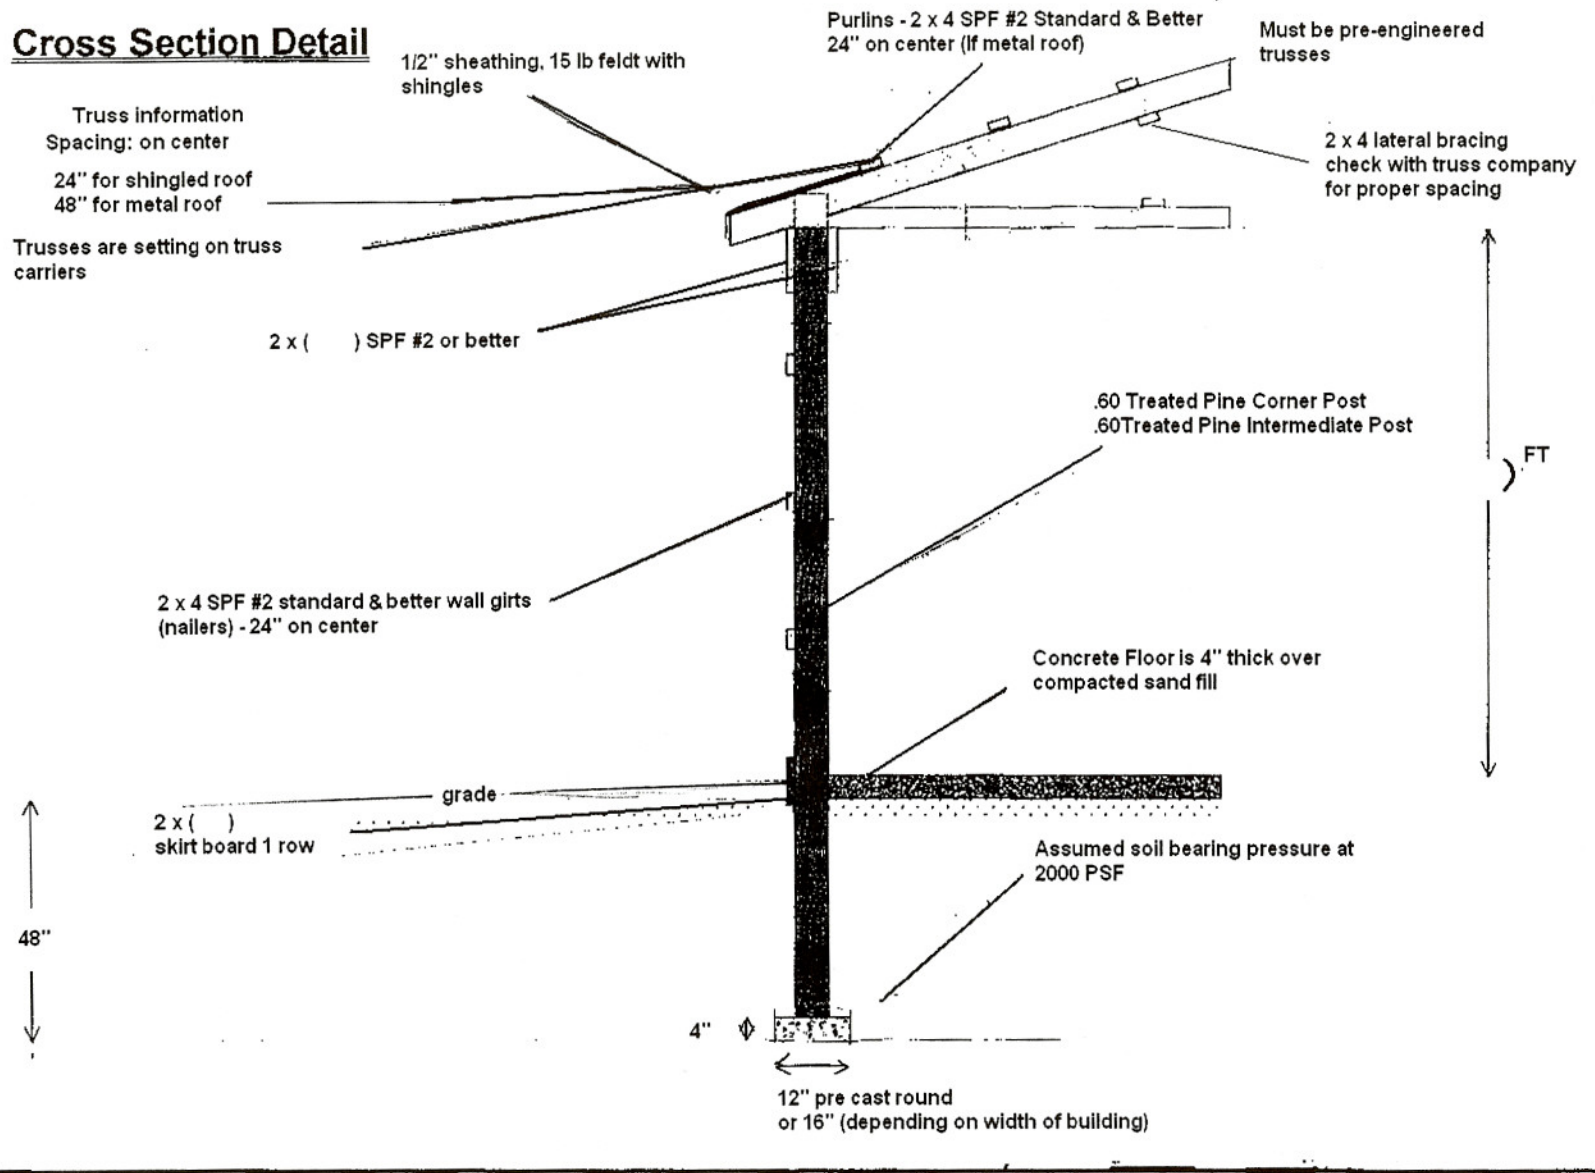 Cross Section Detail
Purlins - 2 x 4 SPF #2 Standard & Better
24" on center (If metal roof)
Must be pre-engineered
trusses
1/2" sheathing, 15 lb feldt with
shingles
Truss information
Spacing: on center
24" for shingled roof
48" for metal roof
2 x 4 lateral bracing
check with truss company
for proper spacing
Trusses are setting on truss
carriers
2 x ( ) SPF #2 or better
.60 Treated Pine Corner Post
.60Treated Pine Intermediate Post
) FT
2 x 4 SPF #2 standard & better wall girts
(nailers) - 24" on center
Concrete Floor is 4" thick over
compacted sand fill
grade
2 x ( )
skirt board 1 row
Assumed soil bearing pressure at
2000 PSF
48"
4"
12" pre cast round
or 16" (depending on width of building)